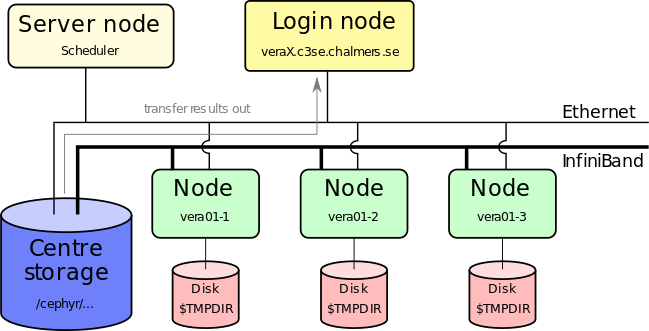 Server node
Scheduler
Login node
veraX.c3se.chalmers.se
transfer results out
Ethernet
InfiniBand
Node
vera01-1
Node
vera01-2
Node
vera01-3
Centre
storage
/cephyr/...
Disk
$TMPDIR
Disk
$TMPDIR
Disk
$TMPDIR